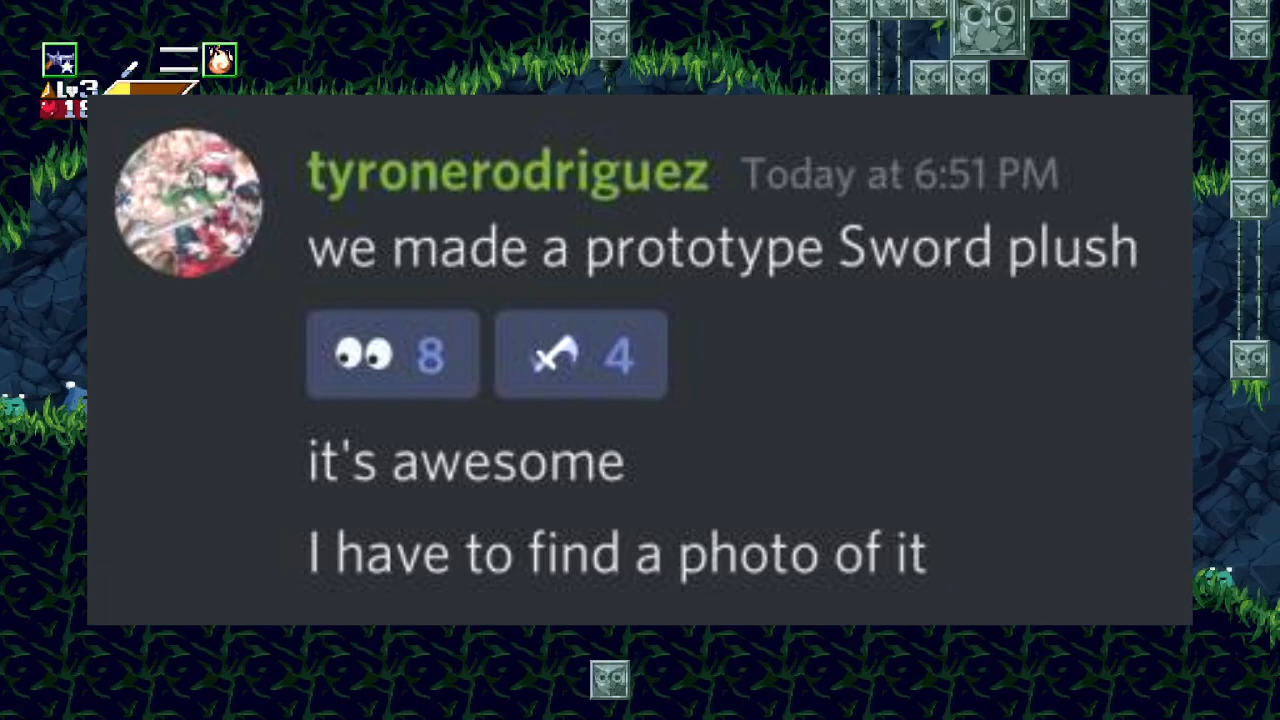 Lv3
tyronerodriguez Today at 6:51 PM
we made a prototype Sword plush
8 4
it's awesome
I have to find a photo of it